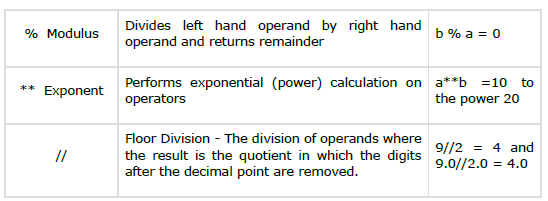 % Modulus
Divides left hand operand by right hand
operand and returns remainder
b % a = 0
** Exponent
Performs exponential (power) calculation on
operators
a**b =10 to
the power 20
//
Floor Division - The division of operands where
the result is the quotient in which the digits
after the decimal point are removed.
9//2 = 4 and
9.0//2.0 = 4.0